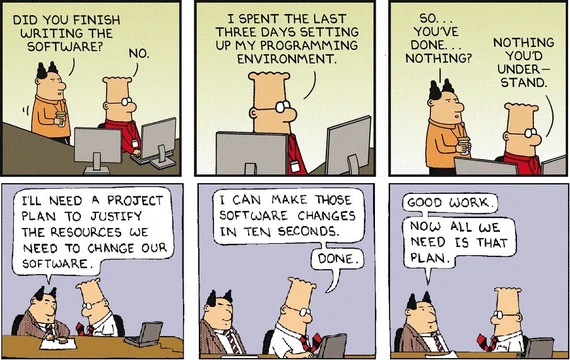 DID YOU FINISH
WRITING THE
SOFTWARE?
NO.
I SPENT THE LAST
THREE DAYS SETTING
UP MY PROGRAMMING
ENVIRONMENT.
SO...
YOU'VE
DONE...
NOTHING?
NOTHING
YOU'D
UNDER-
STAND.
I'LL NEED A PROJECT
PLAN TO JUSTIFY
THE RESOURCES WE
NEED TO CHANGE OUR
SOFTWARE.
I CAN MAKE THOSE
SOFTWARE CHANGES
IN TEN SECONDS.
DONE.
GOOD WORK.
NOW ALL WE
NEED IS THAT
PLAN.